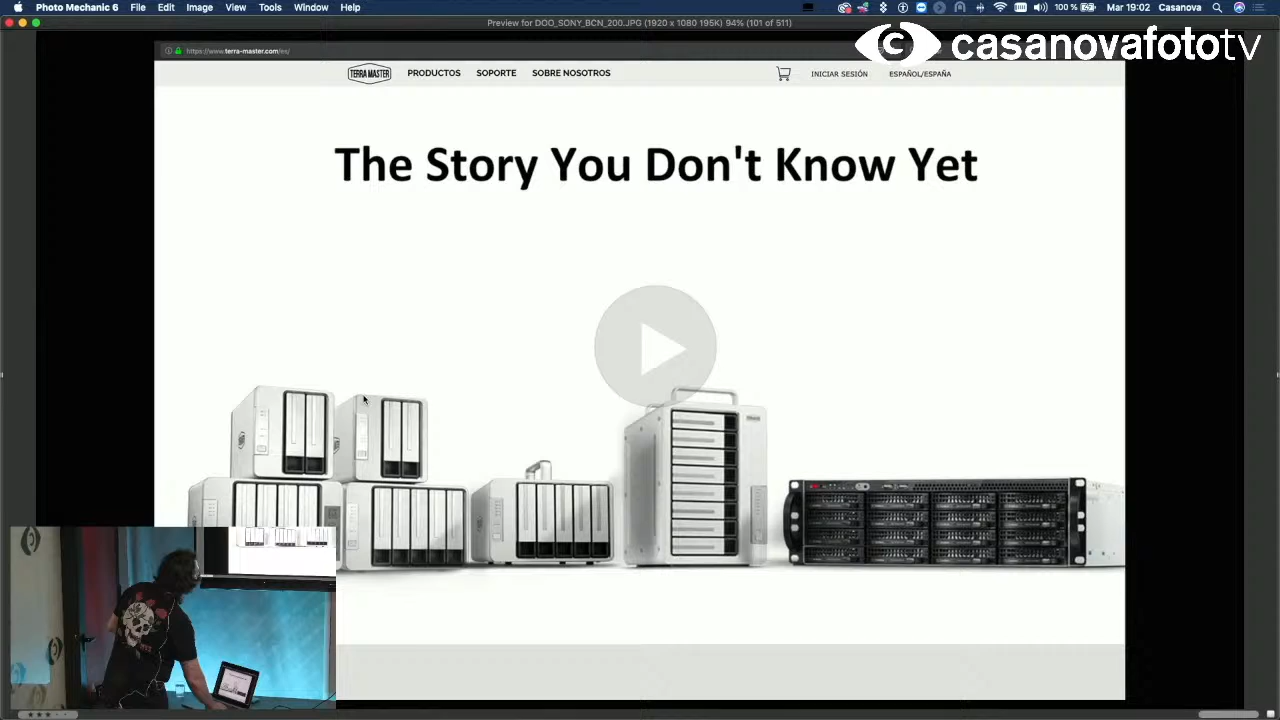 Photo Mechanic 6 File Edit Image View Tools Window Help 100 % Mar 19:02 Casanova
Preview for DOO_SONY_BCN_200.JPG (1920 x 1080 195K) 94% (101 of 511)
casanovafototv
https://www.terra-master.com/es/
TERRA MASTER PRODUCTOS SOPORTE SOBRE NOSOTROS INICIAR SESIÓN ESPAÑOL/ESPAÑA
The Story You Don't Know Yet